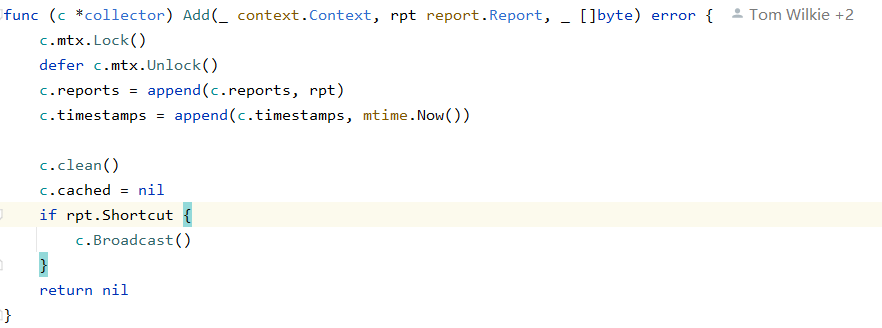 func (c *collector) Add(_ context.Context, rpt report.Report, _ []byte) error { Tom Wilkie +2
c.mtx.Lock()
defer c.mtx.Unlock()
c.reports = append(c.reports, rpt)
c.timestamps = append(c.timestamps, mtime.Now())
c.clean()
c.cached = nil
if rpt.Shortcut {
c.Broadcast()
}
return nil
}